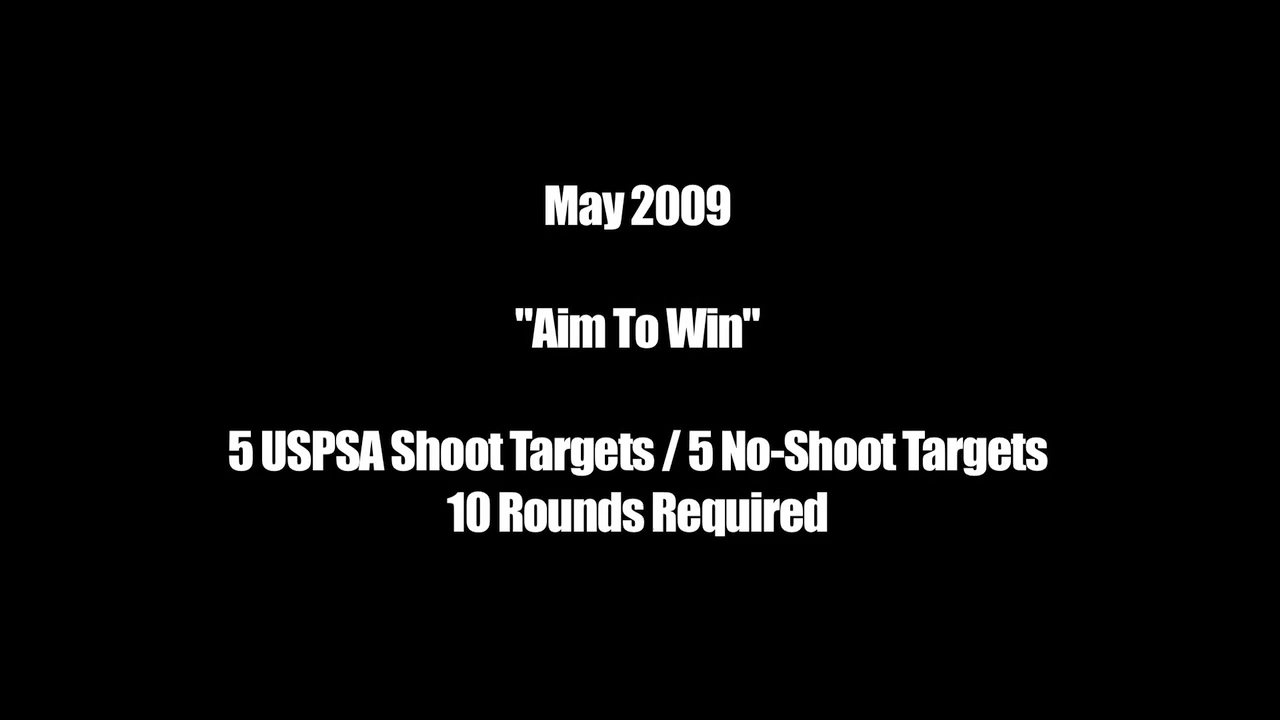 May 2009
"Aim To Win"
5 USPSA Shoot Targets / 5 No-Shoot Targets
10 Rounds Required